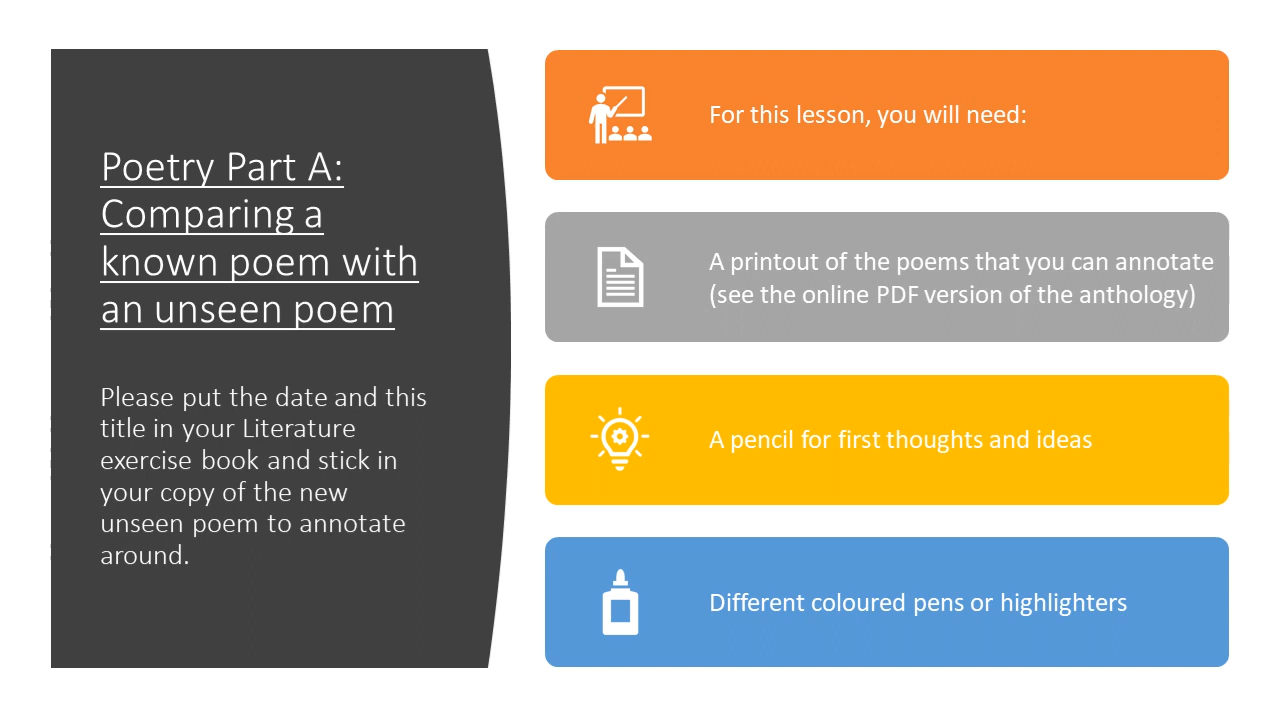 Poetry Part A:
Comparing a
known poem with
an unseen poem
Please put the date and this
title in your Literature
exercise book and stick in
your copy of the new
unseen poem to annotate
around.
For this lesson, you will need:
A printout of the poems that you can annotate
(see the online PDF version of the anthology)
A pencil for first thoughts and ideas
Different coloured pens or highlighters